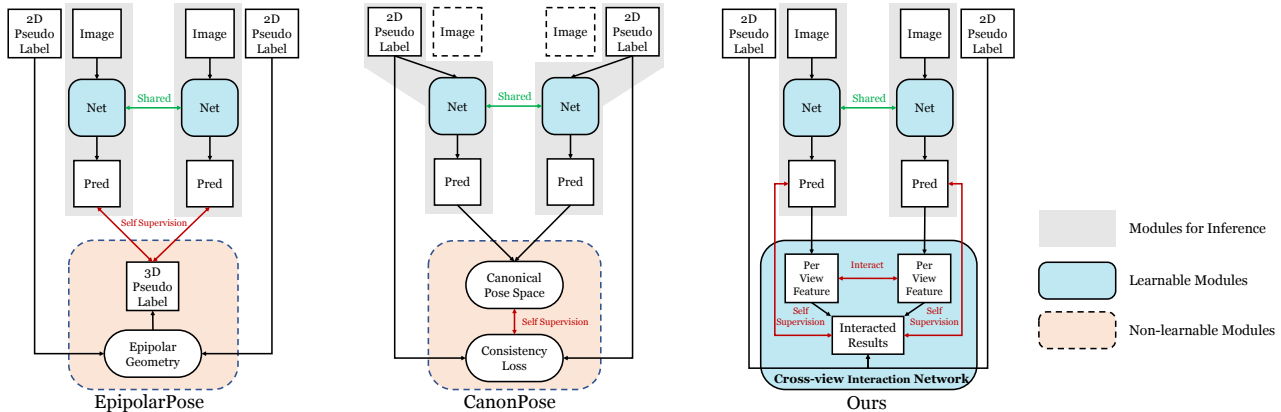 2D
Pseudo
Label
Image
Image
2D
Pseudo
Label
Net
Shared
Net
Pred
Pred
Self Supervision
3D
Pseudo
Label
Epipolar
Geometry
EpipolarPose
2D
Pseudo
Label
Image
Image
2D
Pseudo
Label
Net
Shared
Net
Pred
Pred
Canonical
Pose Space
Self Supervision
Consistency
Loss
CanonPose
2D
Pseudo
Label
Image
Image
2D
Pseudo
Label
Net
Shared
Net
Pred
Pred
Per
View
Feature
Interact
Per
View
Feature
Self
Supervision
Self
Supervision
Interacted
Results
Cross-view Interaction Network
Ours
Modules for Inference
Learnable Modules
Non-learnable Modules